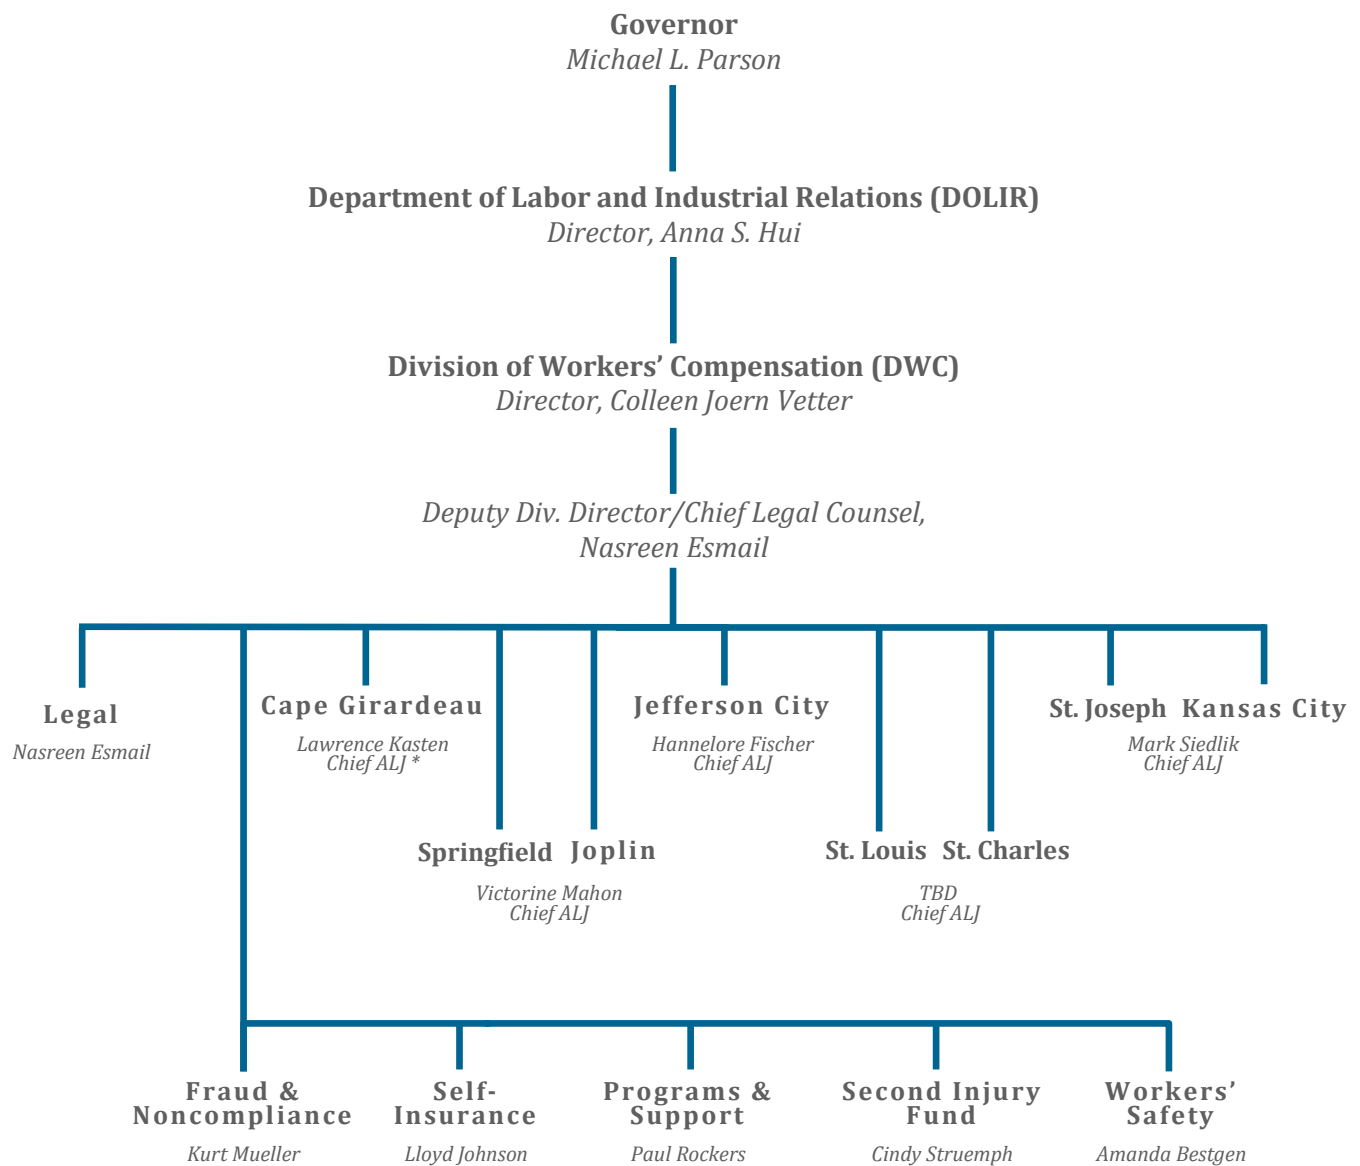 Governor
Michael L. Parson
Department of Labor and Industrial Relations (DOLIR)
Director, Anna S. Hui
Division of Workers’ Compensation (DWC)
Director, Colleen Joern Vetter
Deputy Div. Director/Chief Legal Counsel,
Nasreen Esmail
Legal
Nasreen Esmail
Cape Girardeau
Lawrence Kasten
Chief ALJ *
Jefferson City
Hannelore Fischer
Chief ALJ
St. Joseph Kansas City
Mark Siedlik
Chief ALJ
Springfield Joplin
Victorine Mahon
Chief ALJ
St. Louis St. Charles
TBD
Chief ALJ
Fraud &
Noncompliance
Kurt Mueller
Self-
Insurance
Lloyd Johnson
Programs &
Support
Paul Rockers
Second Injury
Fund
Cindy Struemph
Workers’
Safety
Amanda Bestgen